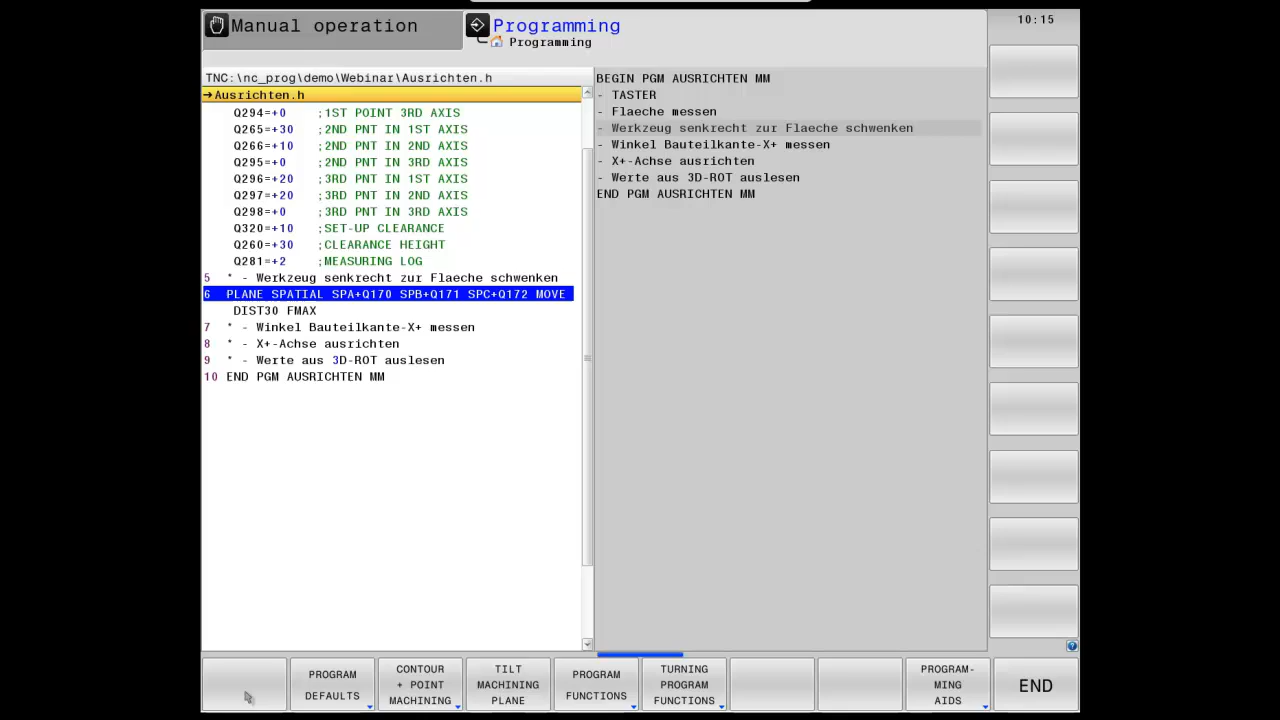 Manual operation
Programming
Programming
10:15
TNC:\nc_prog\demo\Webinar\Ausrichten.h
→Ausrichten.h
Q294=+0 ;1ST POINT 3RD AXIS
Q265=+30 ;2ND PNT IN 1ST AXIS
Q266=+10 ;2ND PNT IN 2ND AXIS
Q295=+0 ;2ND PNT IN 3RD AXIS
Q296=+20 ;3RD PNT IN 1ST AXIS
Q297=+20 ;3RD PNT IN 2ND AXIS
Q298=+0 ;3RD PNT IN 3RD AXIS
Q320=+10 ;SET-UP CLEARANCE
Q260=+30 ;CLEARANCE HEIGHT
Q281=+2 ;MEASURING LOG
5 * - Werkzeug senkrecht zur Flaeche schwenken
6 PLANE SPATIAL SPA+Q170 SPB+Q171 SPC+Q172 MOVE
DIST30 FMAX
7 * - Winkel Bauteilkante-X+ messen
8 * - X+-Achse ausrichten
9 * - Werte aus 3D-ROT auslesen
10 END PGM AUSRICHTEN MM
BEGIN PGM AUSRICHTEN MM
- TASTER
- Flaeche messen
- Werkzeug senkrecht zur Flaeche schwenken
- Winkel Bauteilkante-X+ messen
- X+-Achse ausrichten
- Werte aus 3D-ROT auslesen
END PGM AUSRICHTEN MM
PROGRAM
DEFAULTS
CONTOUR
+ POINT
MACHINING
TILT
MACHINING
PLANE
PROGRAM
FUNCTIONS
TURNING
PROGRAM
FUNCTIONS
PROGRAM-
MING
AIDS
END